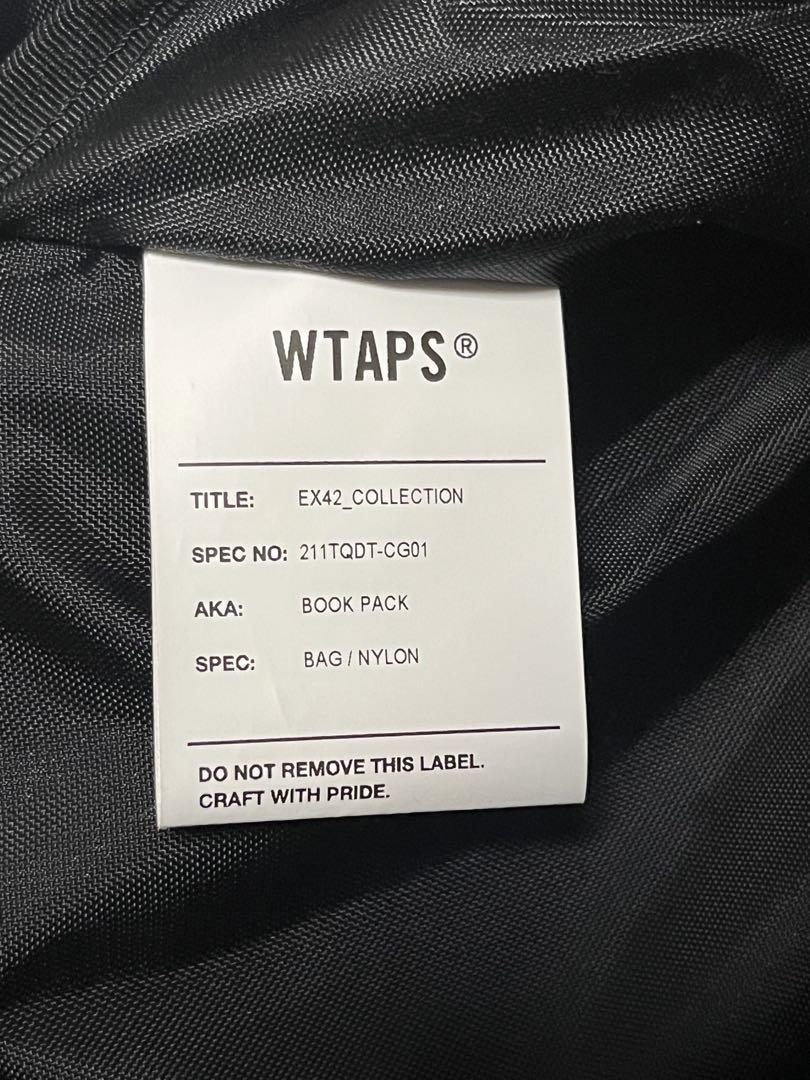 WTAPS®
TITLE: EX42_COLLECTION
SPEC NO: 211TQDT-CG01
AKA: BOOK PACK
SPEC: BAG / NYLON
DO NOT REMOVE THIS LABEL.
CRAFT WITH PRIDE.